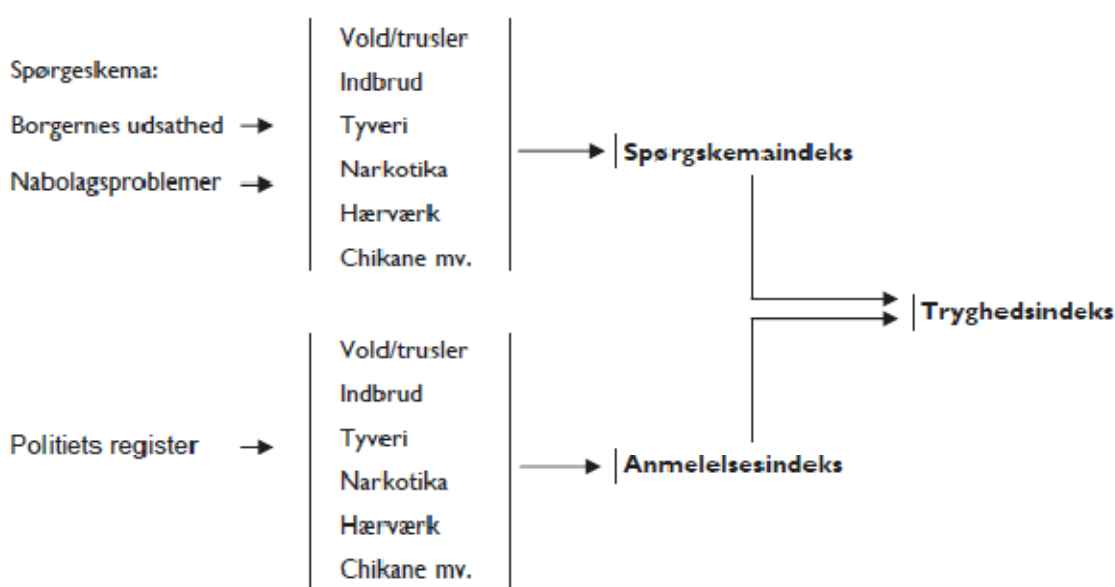 Spørgeskema:
Borgernes udsathed
Nabolagsproblemer
Vold/trusler
Indbrud
Tyveri
Narkotika
Hærværk
Chikane mv.
Spørgskemaindeks
Politiets register
Vold/trusler
Indbrud
Tyveri
Narkotika
Hærværk
Chikane mv.
Anmelelsesindeks
Tryghedsindeks